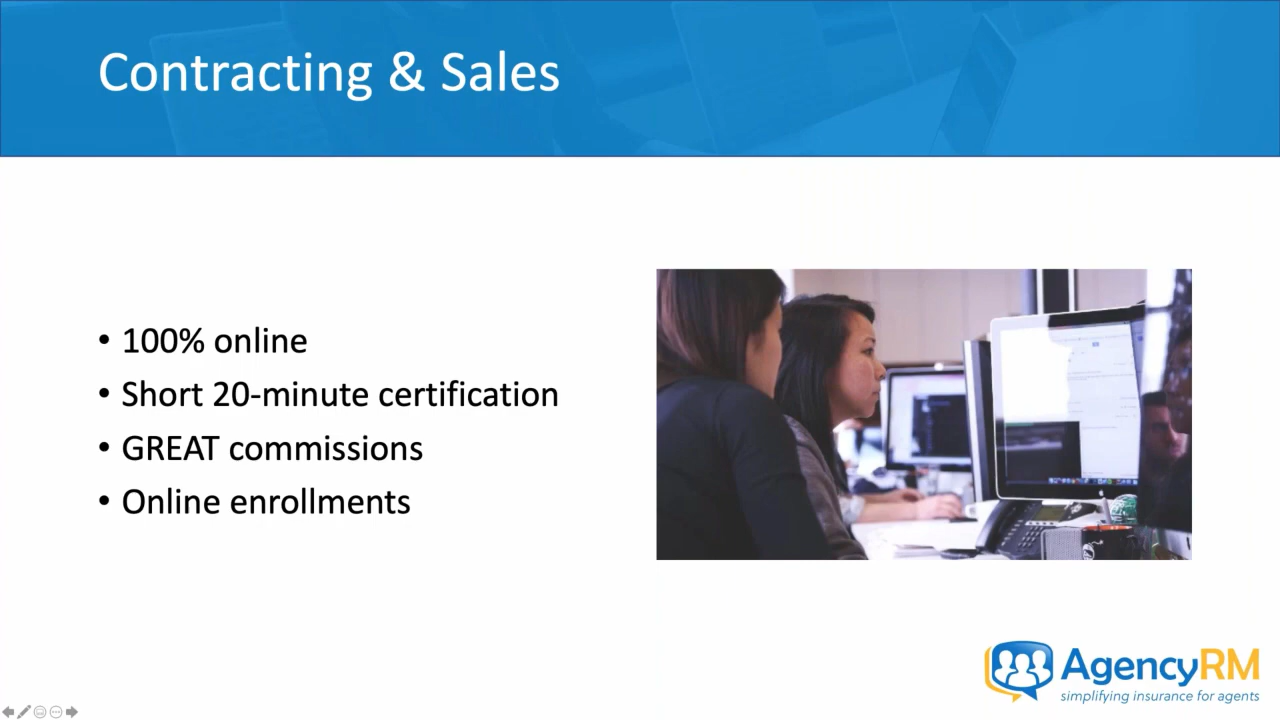 Contracting & Sales
• 100% online
• Short 20-minute certification
• GREAT commissions
• Online enrollments
AgencyRM
simplifying insurance for agents